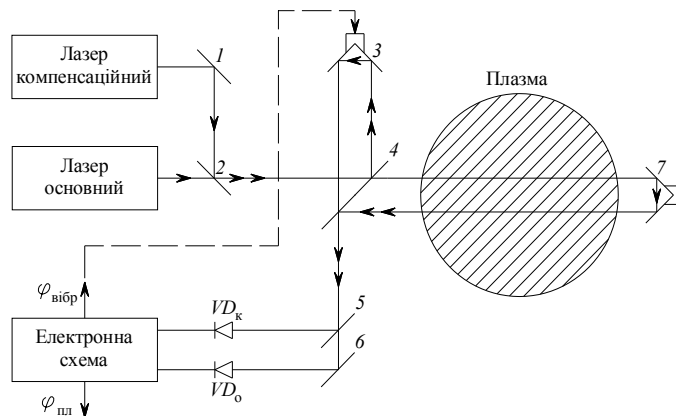 Лазер
компенсаційний
1
3
Плазма
Лазер
основний
2
4
7
φвібр
VDк
5
Електронна
схема
6
VDо
φпл